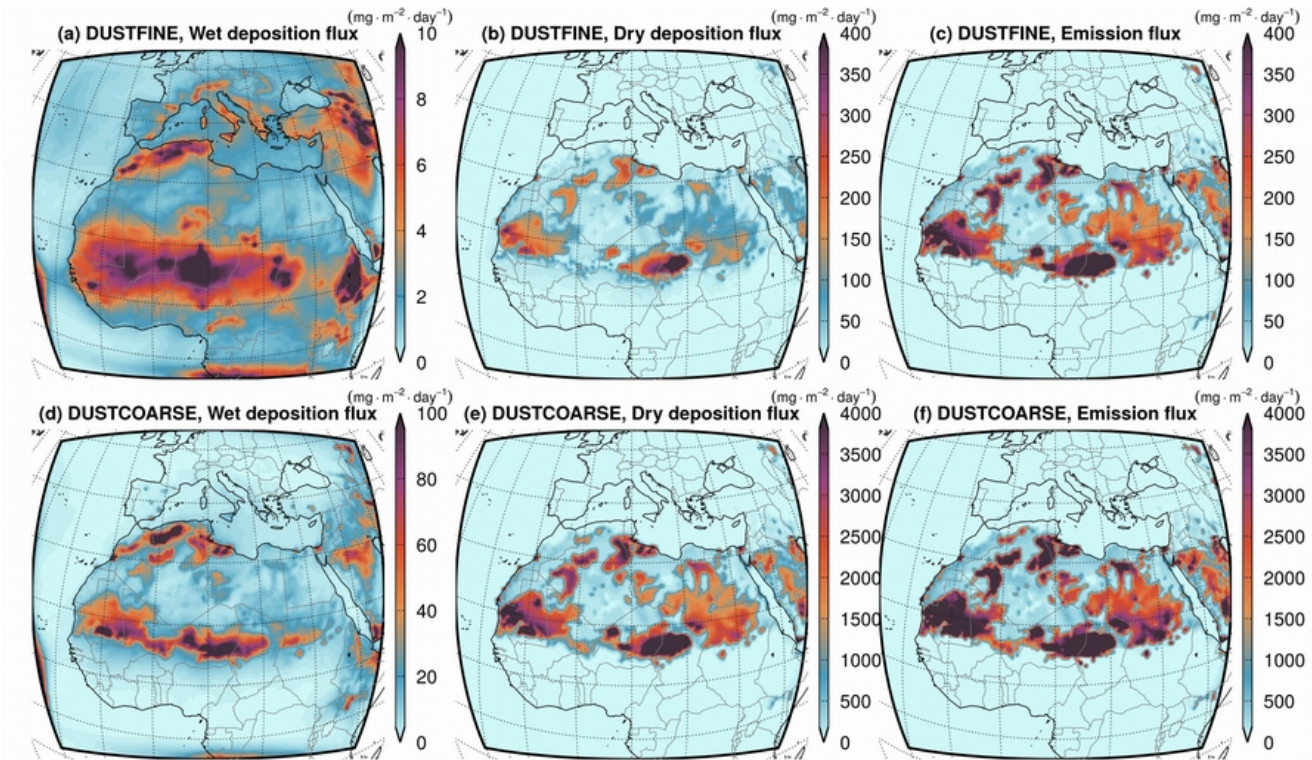 (mg · m⁻² · day⁻¹) (mg · m⁻² · day⁻¹) (mg · m⁻² · day⁻¹)
(a) DUSTFINE, Wet deposition flux (b) DUSTFINE, Dry deposition flux (c) DUSTFINE, Emission flux
10 400 400
350 350
8 300 300
6 250 250
200 200
4 150 150
100 100
2 50 50
0 0 0
(mg · m⁻² · day⁻¹) (mg · m⁻² · day⁻¹) (mg · m⁻² · day⁻¹)
(d) DUSTCOARSE, Wet deposition flux (e) DUSTCOARSE, Dry deposition flux (f) DUSTCOARSE, Emission flux
100 4000 4000
80 3500 3500
3000 3000
60 2500 2500
2000 2000
40 1500 1500
20 1000 1000
500 500
0 0 0